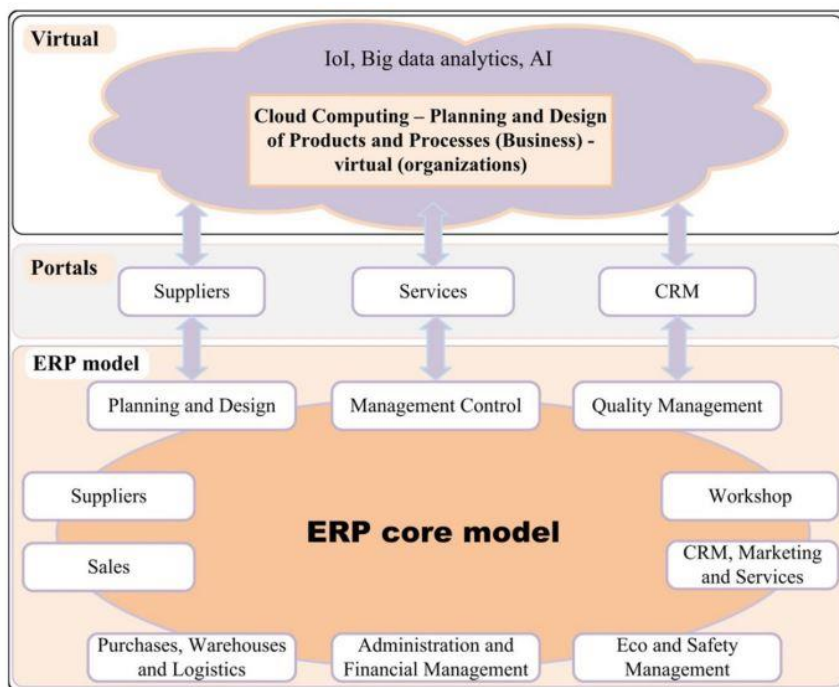 Virtual
IoI, Big data analytics, AI
Cloud Computing – Planning and Design
of Products and Processes (Business) -
virtual (organizations)
Portals
Suppliers
Services
CRM
ERP model
Planning and Design
Management Control
Quality Management
Suppliers
Workshop
ERP core model
Sales
CRM, Marketing
and Services
Purchases, Warehouses
and Logistics
Administration and
Financial Management
Eco and Safety
Management